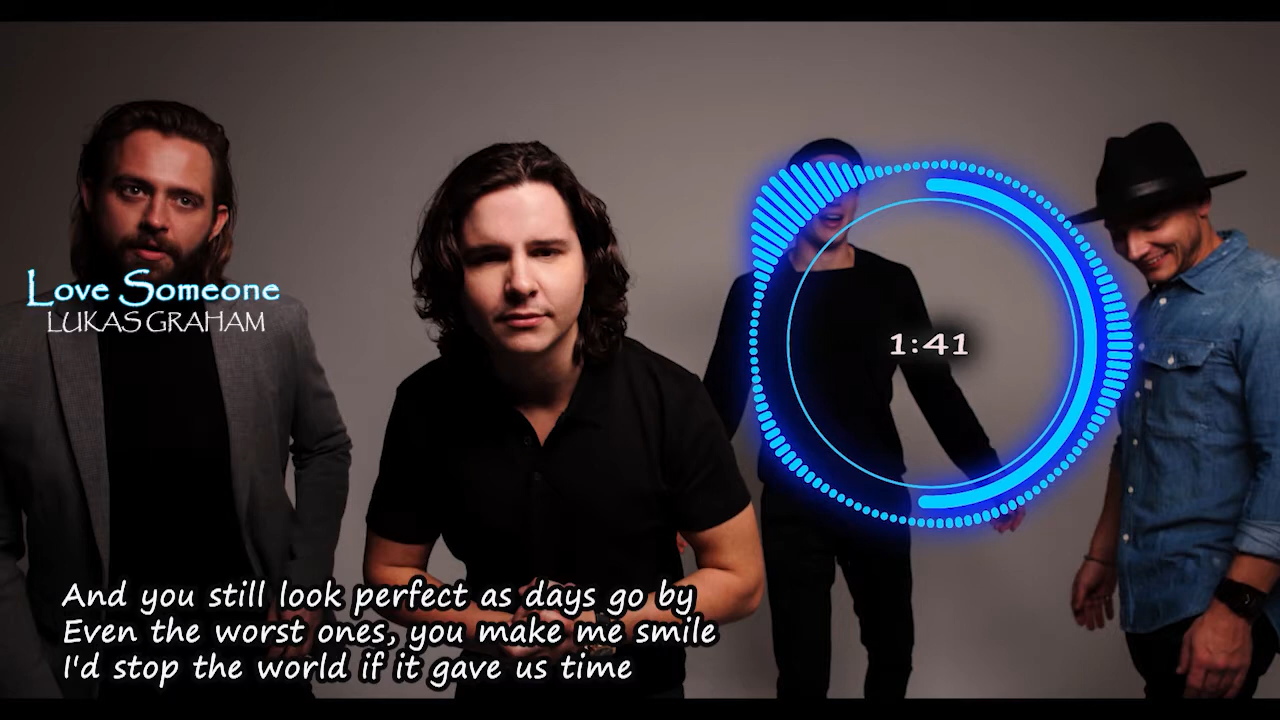 Love Someone
LUKAS GRAHAM
1:41
And you still look perfect as days go by
Even the worst ones, you make me smile
I'd stop the world if it gave us time